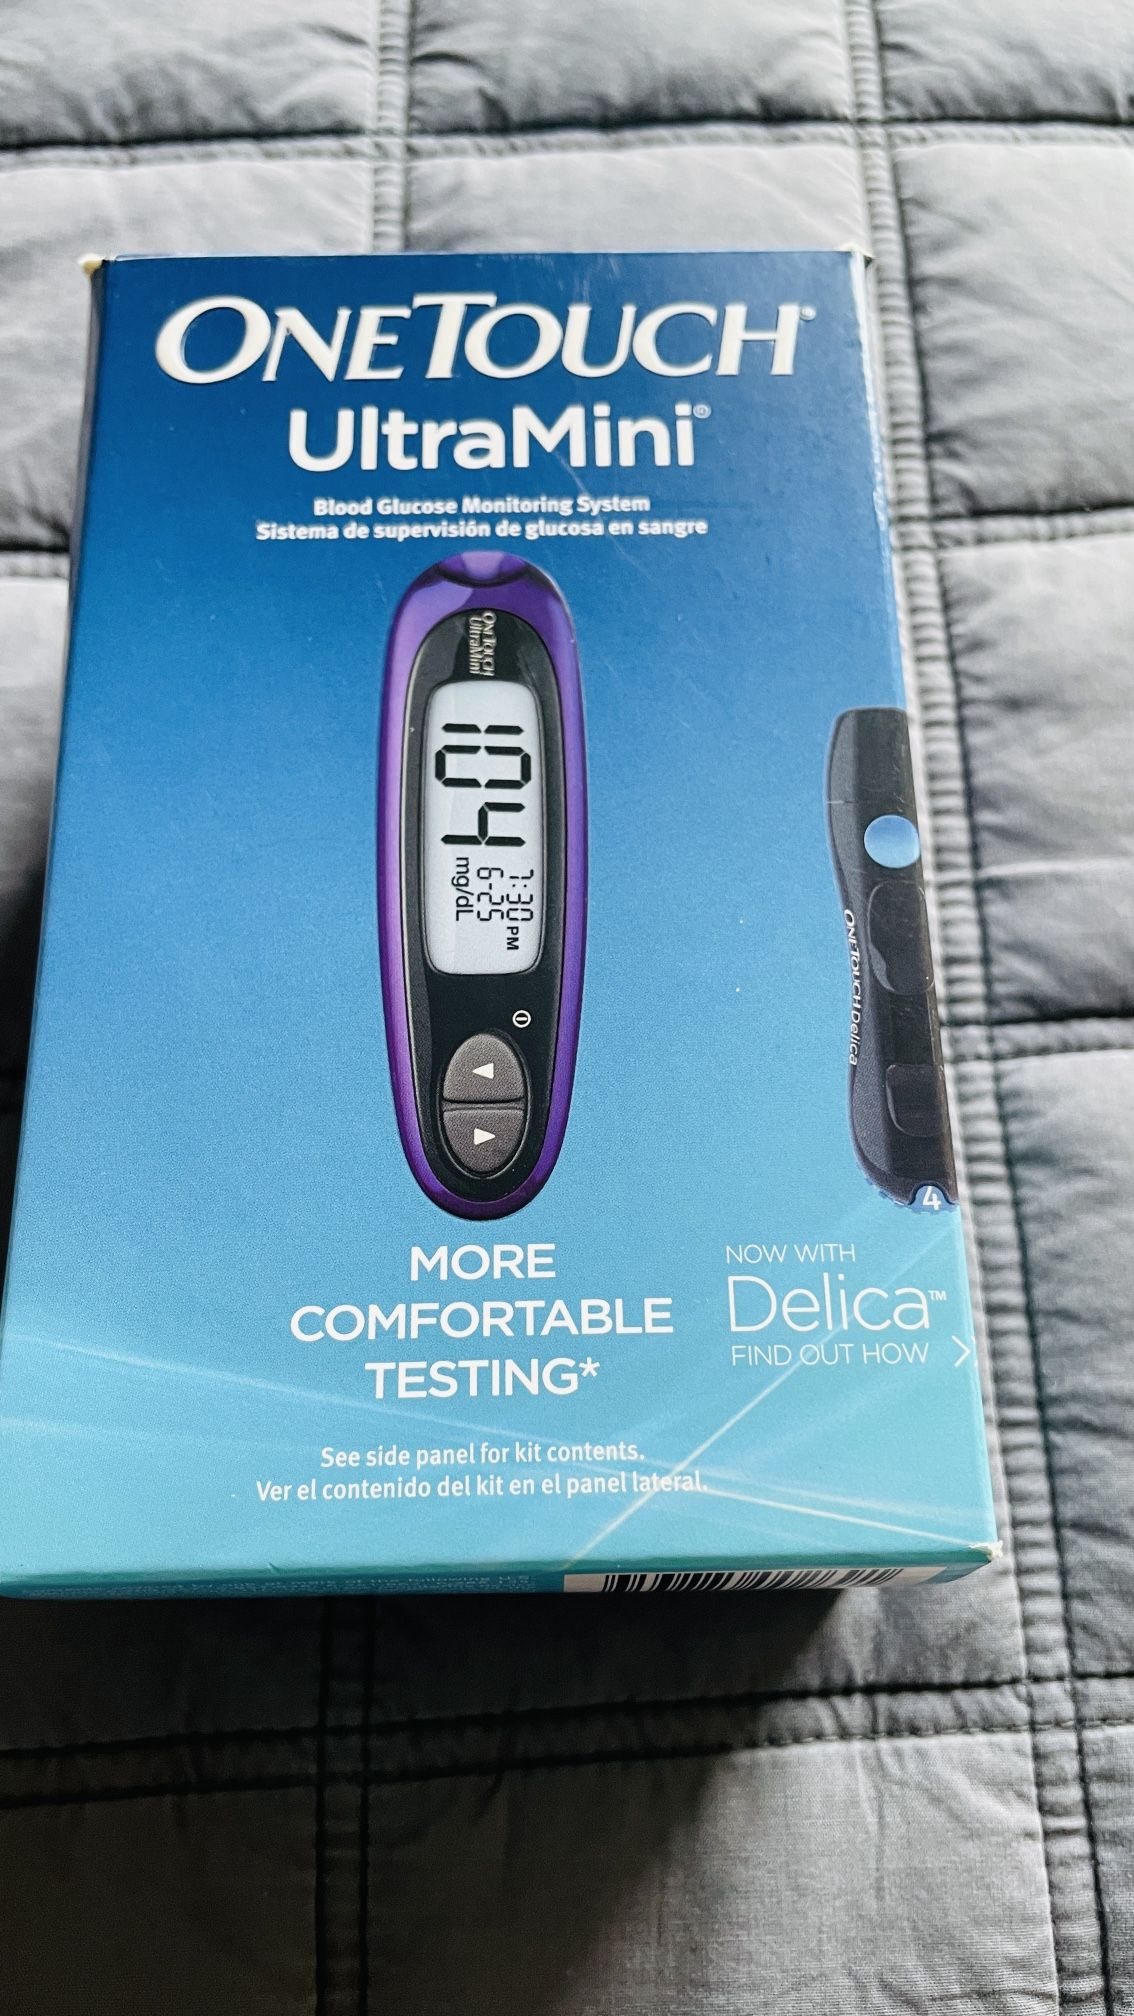 ONETOUCH®
UltraMini®
Blood Glucose Monitoring System
Sistema de supervisión de glucosa en sangre
ONETOUCH
UltraMini
104
7:30 PM
6-25
mg/dL
ONETOUCH Delica
4
MORE
COMFORTABLE
TESTING*
NOW WITH
Delica™
FIND OUT HOW >
See side panel for kit contents.
Ver el contenido del kit en el panel lateral.